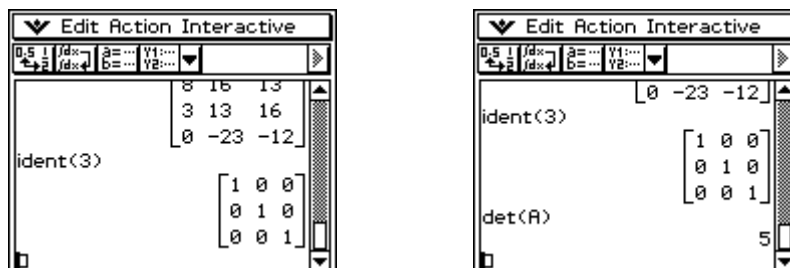 Edit Action Interactive
8 16 13
3 13 16
0 -23 -12
ident(3)
1 0 0
0 1 0
0 0 1
Edit Action Interactive
0 -23 -12
ident(3)
1 0 0
0 1 0
0 0 1
det(A)
5